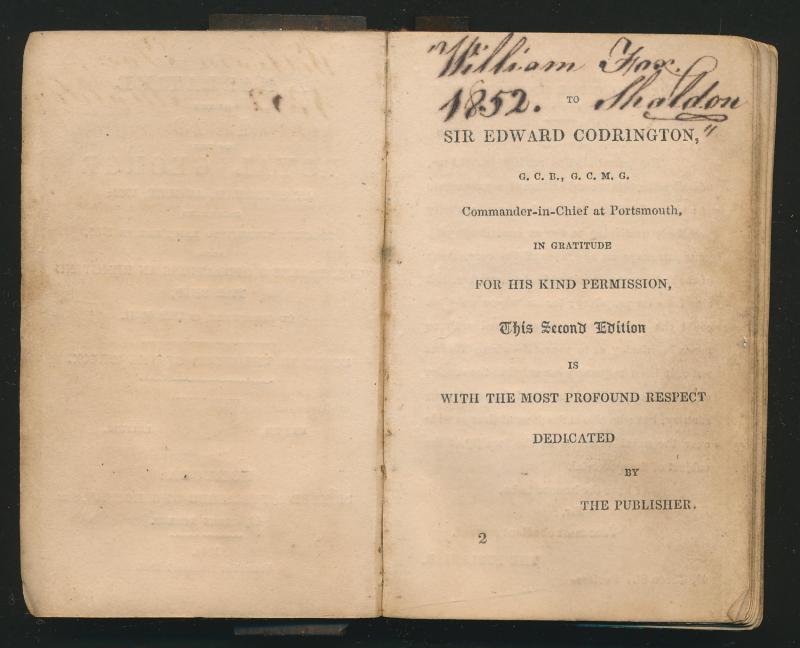 "William Fox.
1852. TO Shaldon"
SIR EDWARD CODRINGTON,
G. C. B., G. C. M. G.
Commander-in-Chief at Portsmouth,
IN GRATITUDE
FOR HIS KIND PERMISSION,
This Second Edition
IS
WITH THE MOST PROFOUND RESPECT
DEDICATED
BY
THE PUBLISHER.
2